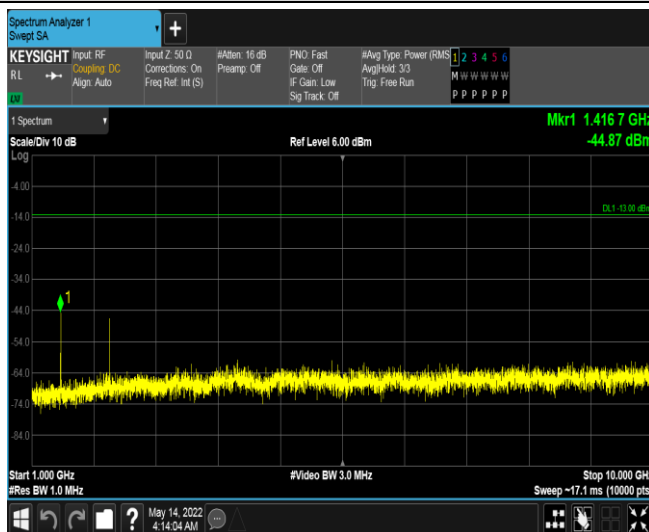 Spectrum Analyzer 1
Swept SA
+
KEYSIGHT
RL
Input: RF
Coupling: DC
Align: Auto
Input Z: 50 Ω
Corrections: On
Freq Ref: Int (S)
#Atten: 16 dB
Preamp: Off
PNO: Fast
Gate: Off
IF Gain: Low
Sig Track: Off
#Avg Type: Power (RMS
Avg|Hold: 3/3
Trig: Free Run
1 2 3 4 5 6
M W W W W W
P P P P P P
1 Spectrum
Mkr1 1.416 7 GHz
Scale/Div 10 dB
Ref Level 6.00 dBm
-44.87 dBm
Log
-4.00
DL1 -13.00 dBm
-14.0
-24.0
-34.0
1
-44.0
-54.0
-64.0
-74.0
-84.0
Start 1.000 GHz
#Video BW 3.0 MHz
Stop 10.000 GHz
#Res BW 1.0 MHz
Sweep ~17.1 ms (10000 pts
?
May 14, 2022
4:14:04 AM